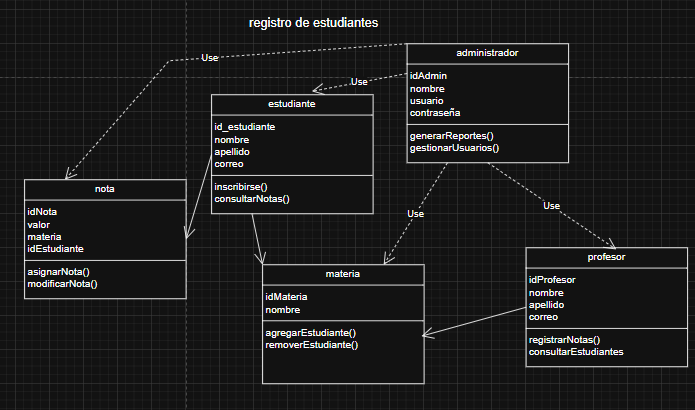 registro de estudiantes
administrador
idAdmin
nombre
usuario
contraseña
generarReportes()
gestionarUsuarios()
Use
Use
estudiante
id_estudiante
nombre
apellido
correo
inscribirse()
consultarNotas()
nota
idNota
valor
materia
idEstudiante
asignarNota()
modificarNota()
Use
Use
materia
idMateria
nombre
agregarEstudiante()
removerEstudiante()
profesor
idProfesor
nombre
apellido
correo
registrarNotas()
consultarEstudiantes